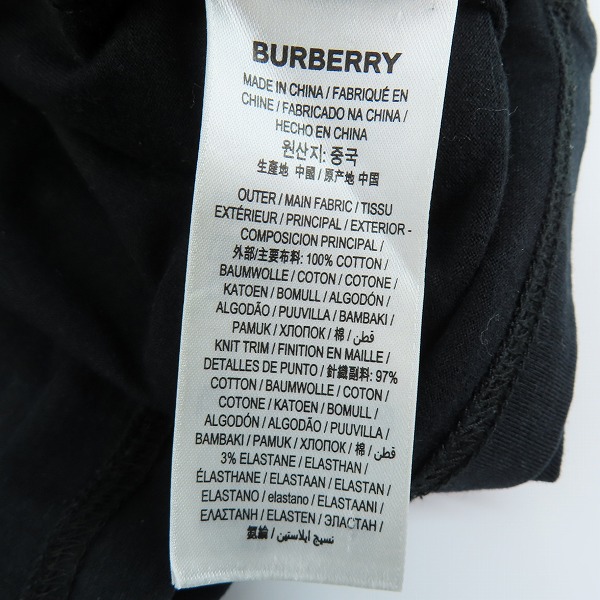 BURBERRY
MADE IN CHINA / FABRIQUÉ EN
CHINE / FABRICADO NA CHINA /
HECHO EN CHINA
원산지: 중국
生產地 中國 / 原产地 中国
OUTER / MAIN FABRIC / TISSU
EXTÉRIEUR / PRINCIPAL / EXTERIOR -
COMPOSICION PRINCIPAL /
外部/主要布料: 100% COTTON /
BAUMWOLLE / COTON / COTONE /
KATOEN / BOMULL / ALGODÓN /
ALGODÃO / PUUVILLA / BAMBAKI /
PAMUK / ХЛОПОК / 棉 / قطن /
KNIT TRIM / FINITION EN MAILLE /
DETALLES DE PUNTO / 針織副料: 97%
COTTON / BAUMWOLLE / COTON /
COTONE / KATOEN / BOMULL /
ALGODÓN / ALGODÃO / PUUVILLA /
BAMBAKI / PAMUK / ХЛОПОК / 棉 / قطن /
3% ELASTANE / ELASTHAN /
ÉLASTHANE / ELASTAAN / ELASTAN /
ELASTANO / elastano / ELASTAANI /
ΕΛΑΣΤΑΝΗ / ELASTEN / ЭЛАСТАН /
氨綸 / نسيج إيلاستين /